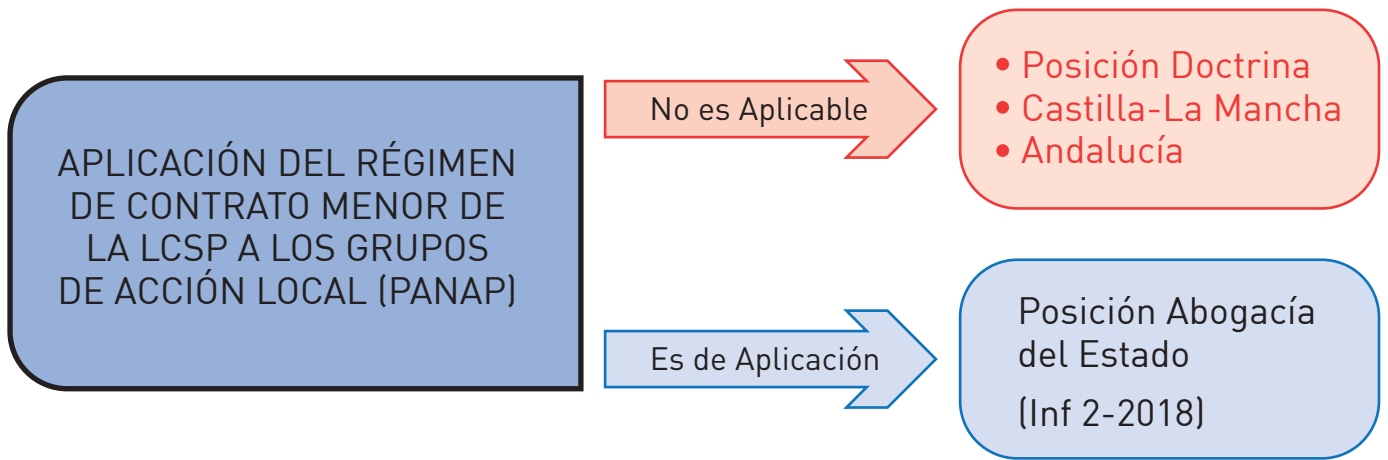 APLICACIÓN DEL RÉGIMEN
DE CONTRATO MENOR DE
LA LCSP A LOS GRUPOS
DE ACCIÓN LOCAL (PANAP)
No es Aplicable
• Posición Doctrina
• Castilla-La Mancha
• Andalucía
Es de Aplicación
Posición Abogacía
del Estado
(Inf 2-2018)